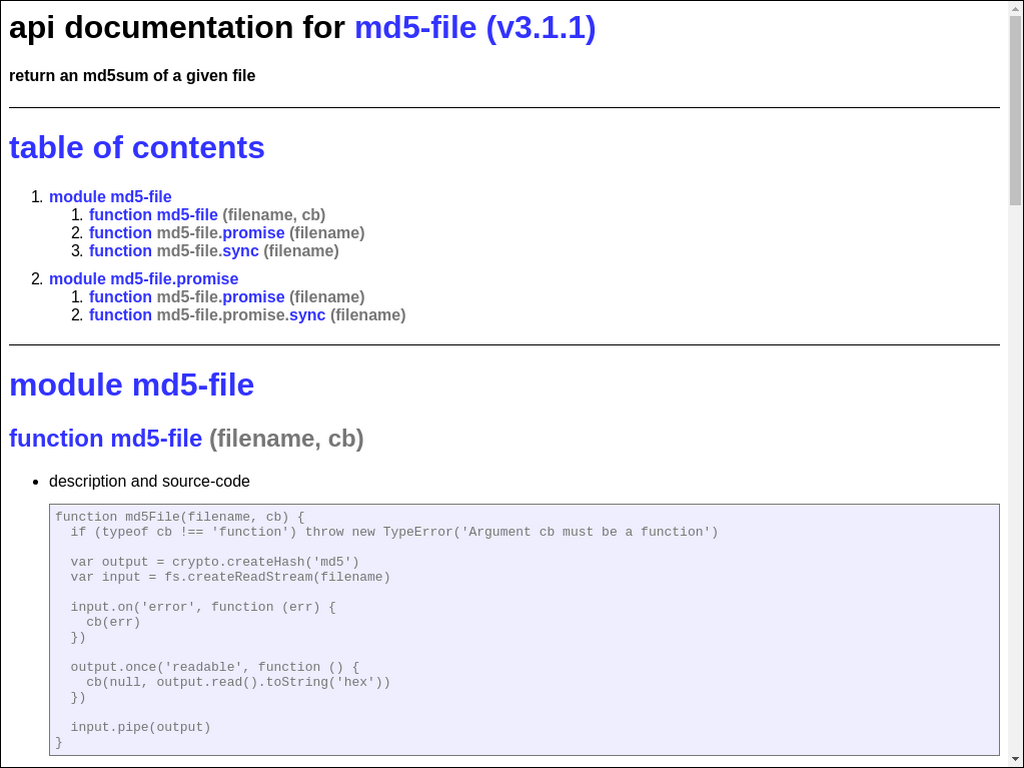 api documentation for md5-file (v3.1.1)
return an md5sum of a given file
table of contents
1. module md5-file
1. function md5-file (filename, cb)
2. function md5-file.promise (filename)
3. function md5-file.sync (filename)
2. module md5-file.promise
1. function md5-file.promise (filename)
2. function md5-file.promise.sync (filename)
module md5-file
function md5-file (filename, cb)
• description and source-code
function md5File(filename, cb) {
  if (typeof cb !== 'function') throw new TypeError('Argument cb must be a function')
  var output = crypto.createHash('md5')
  var input = fs.createReadStream(filename)
  input.on('error', function (err) {
    cb(err)
  })
  output.once('readable', function () {
    cb(null, output.read().toString('hex'))
  })
  input.pipe(output)
}